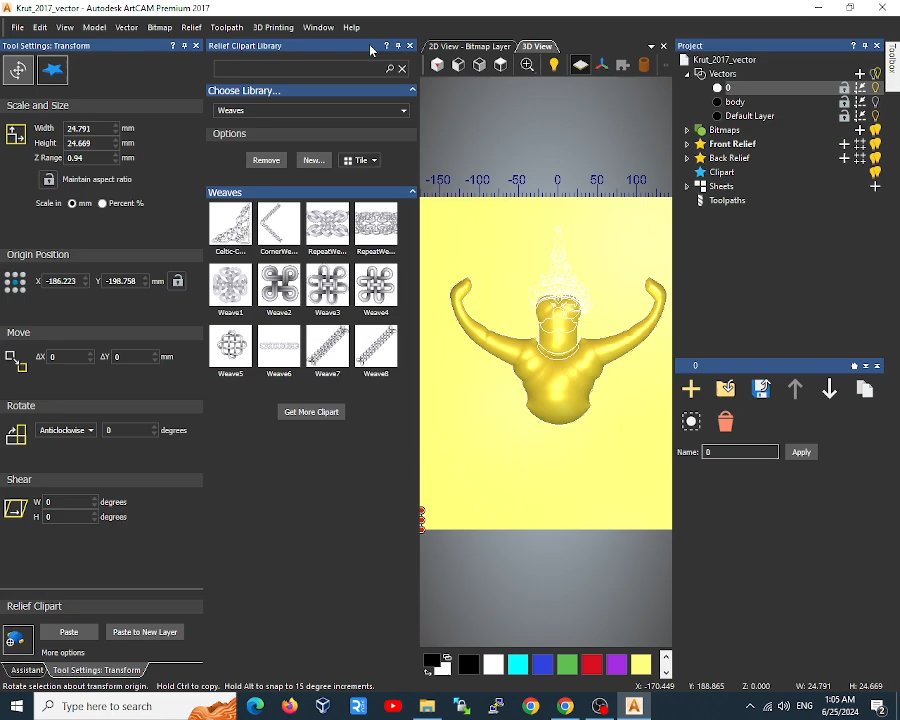 Krut_2017_vector - Autodesk ArtCAM Premium 2017
File Edit View Model Vector Bitmap Relief Toolpath 3D Printing Window Help
Tool Settings: Transform
Scale and Size
Width 24.791 mm
Height 24.669 mm
Z Range 0.94 mm
Maintain aspect ratio
Scale in mm Percent %
Origin Position
X -186.223 Y -198.758 mm
Move
ΔX 0 ΔY 0 mm
Rotate
Anticlockwise 0 degrees
Shear
W 0 degrees
H 0 degrees
Relief Clipart
Paste Paste to New Layer
More options
Assistant Tool Settings: Transform
Relief Clipart Library
Choose Library...
Weaves
Options
Remove New... Tile
Weaves
Celtic-C... CornerWe... RepeatWe... RepeatWe...
Weave1 Weave2 Weave3 Weave4
Weave5 Weave6 Weave7 Weave8
Get More Clipart
2D View - Bitmap Layer 3D View
-150 -100 -50 0 50 100
Project
Krut_2017_vector
Vectors
0
body
Default Layer
Bitmaps
Front Relief
Back Relief
Clipart
Sheets
Toolpaths
Toolbox
0
Name: 0 Apply
Rotate selection about transform origin. Hold Ctrl to copy. Hold Alt to snap to 15 degree increments.
X: -170.449 Y: 188.865 Z: 0.000 W: 24.791 H: 24.669
Type here to search
ENG
1:05 AM
6/25/2024
2